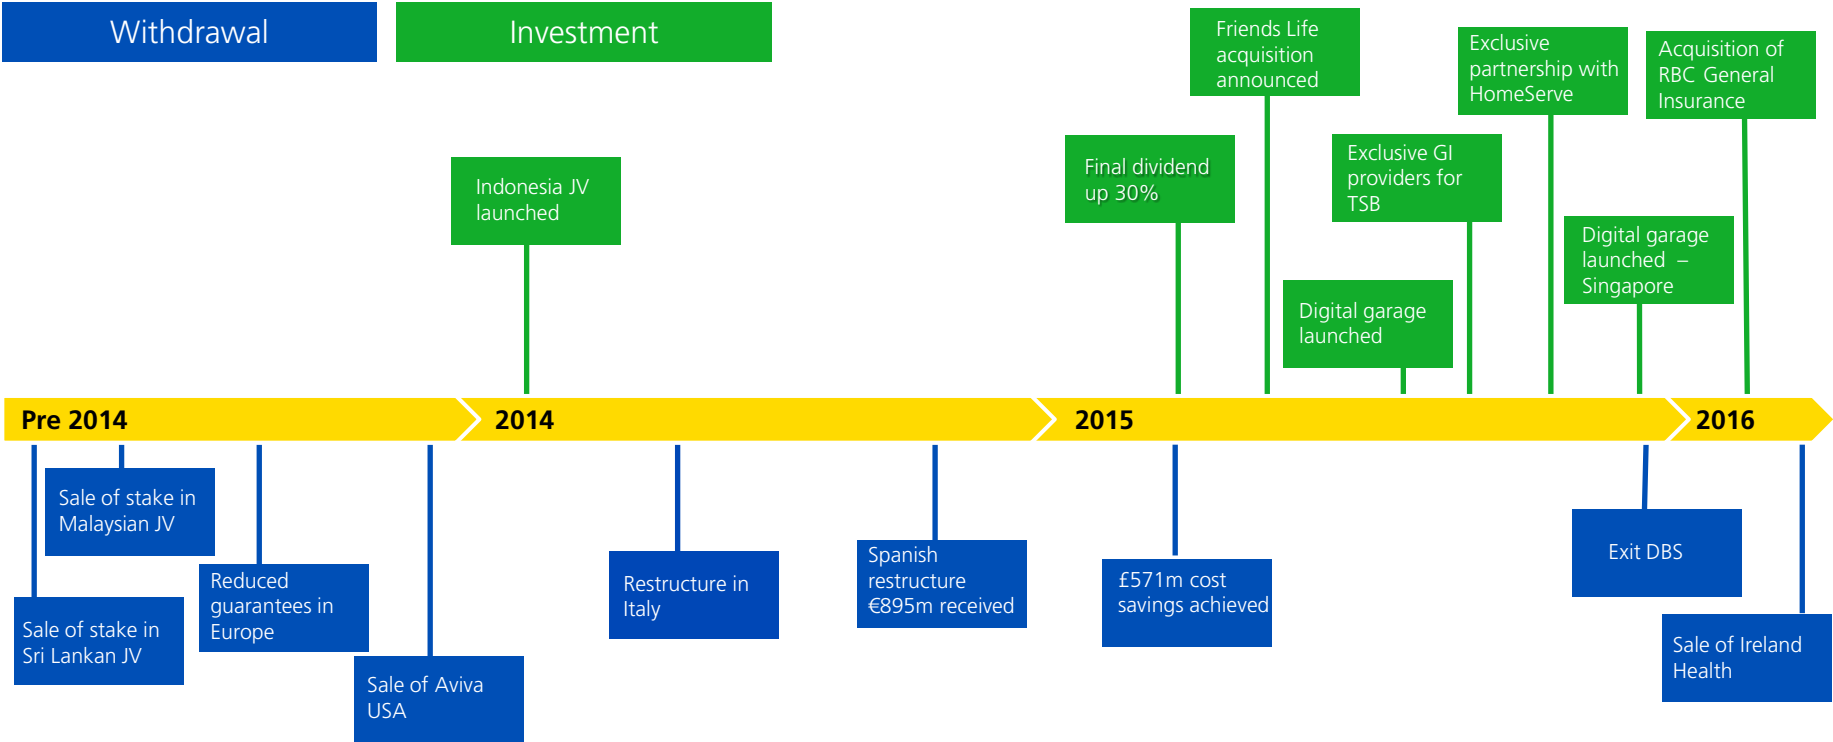 Withdrawal
Investment
Friends Life
acquisition
announced
Exclusive
partnership with
HomeServe
Acquisition of
RBC General
Insurance
Final dividend
up 30%
Exclusive GI
providers for
TSB
Indonesia JV
launched
Digital garage
launched –
Singapore
Digital garage
launched
Pre 2014
2014
2015
2016
Sale of stake in
Malaysian JV
Sale of stake in
Sri Lankan JV
Reduced
guarantees in
Europe
Sale of Aviva
USA
Restructure in
Italy
Spanish
restructure
€895m received
£571m cost
savings achieved
Exit DBS
Sale of Ireland
Health